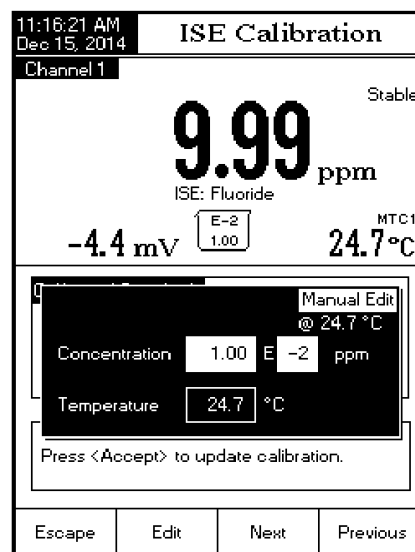 11:16:21 AM
Dec 15, 2014
ISE Calibration
Channel 1
Stable
9.99 ppm
ISE: Fluoride
E-2
1.00
MTC1
-4.4 mV
24.7°C
Manual Edit
@ 24.7 °C
Concentration 1.00 E -2 ppm
Temperature 24.7 °C
Press <Accept> to update calibration.
Escape Edit Next Previous